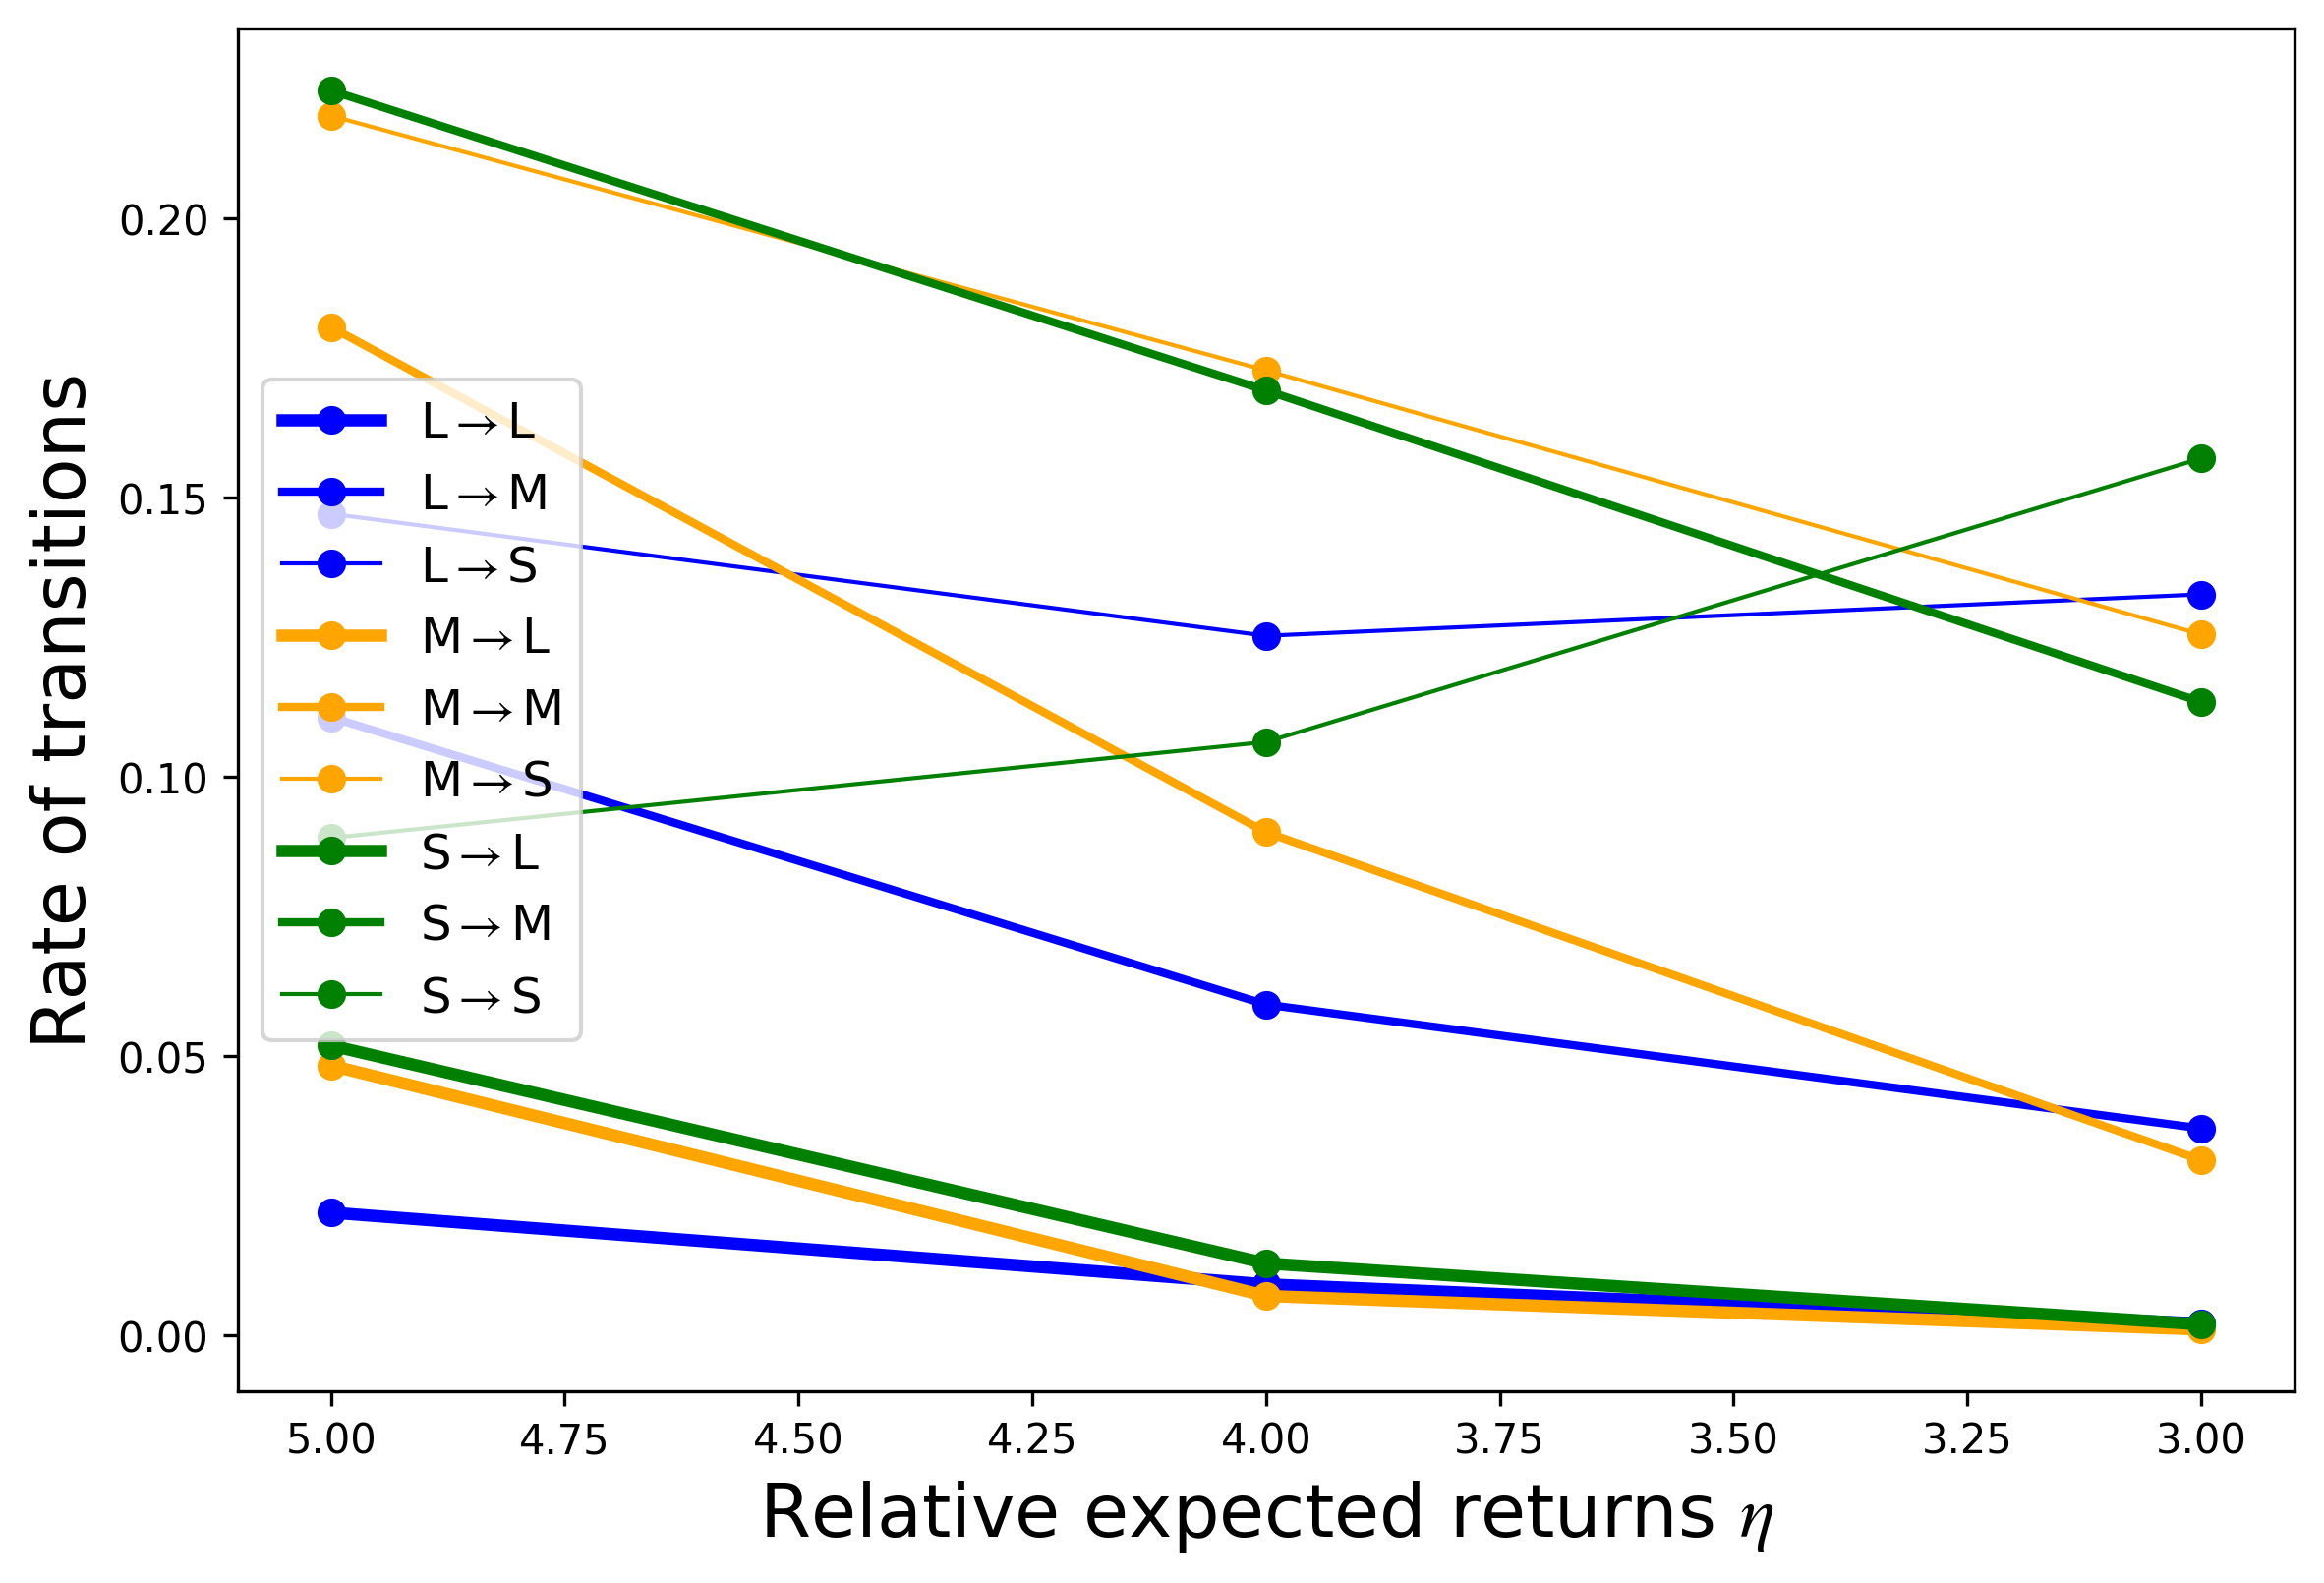 Rate of transitions
0.20
0.15
0.10
0.05
0.00
L→L
L→M
L→S
M→L
M→M
M→S
S→L
S→M
S→S
5.00 4.75 4.50 4.25 4.00 3.75 3.50 3.25 3.00
Relative expected returns η